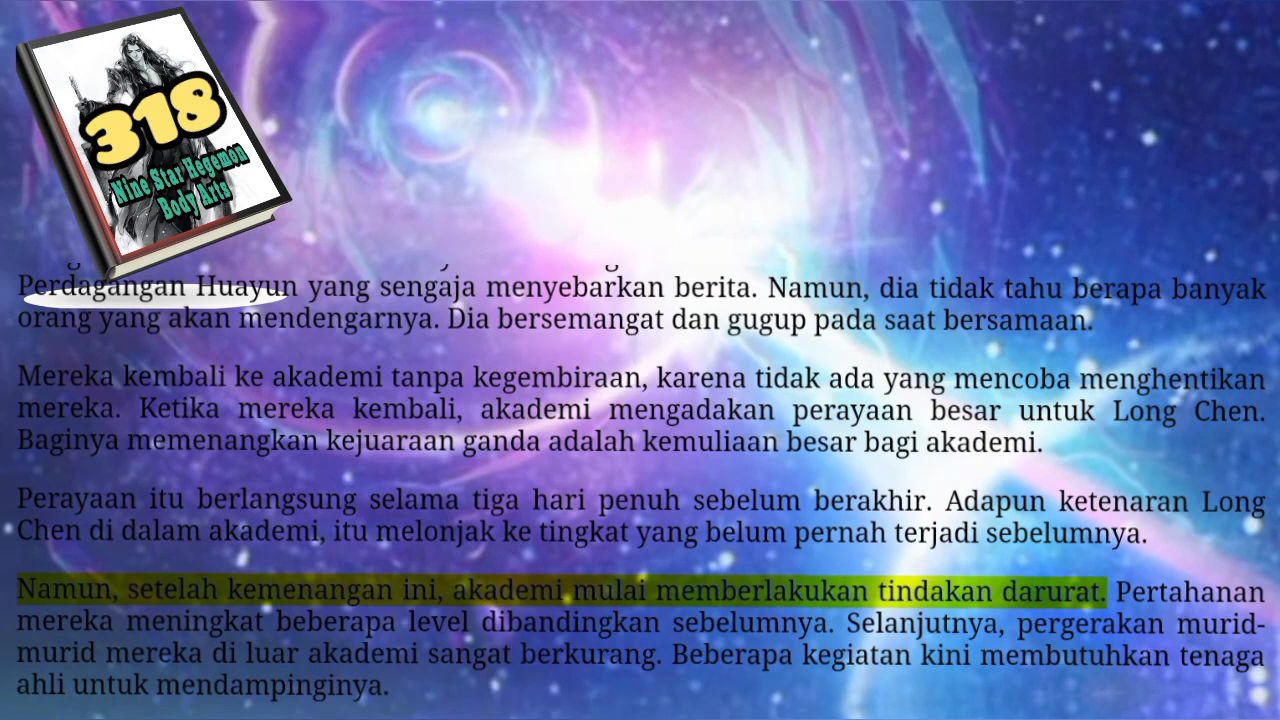 318
Nine Star Hegemon
Body Arts
Perdagangan Huayun yang sengaja menyebarkan berita. Namun, dia tidak tahu berapa banyak
orang yang akan mendengarnya. Dia bersemangat dan gugup pada saat bersamaan.
Mereka kembali ke akademi tanpa kegembiraan, karena tidak ada yang mencoba menghentikan
mereka. Ketika mereka kembali, akademi mengadakan perayaan besar untuk Long Chen.
Baginya memenangkan kejuaraan ganda adalah kemuliaan besar bagi akademi.
Perayaan itu berlangsung selama tiga hari penuh sebelum berakhir. Adapun ketenaran Long
Chen di dalam akademi, itu melonjak ke tingkat yang belum pernah terjadi sebelumnya.
Namun, setelah kemenangan ini, akademi mulai memberlakukan tindakan darurat. Pertahanan
mereka meningkat beberapa level dibandingkan sebelumnya. Selanjutnya, pergerakan murid-
murid mereka di luar akademi sangat berkurang. Beberapa kegiatan kini membutuhkan tenaga
ahli untuk mendampinginya.